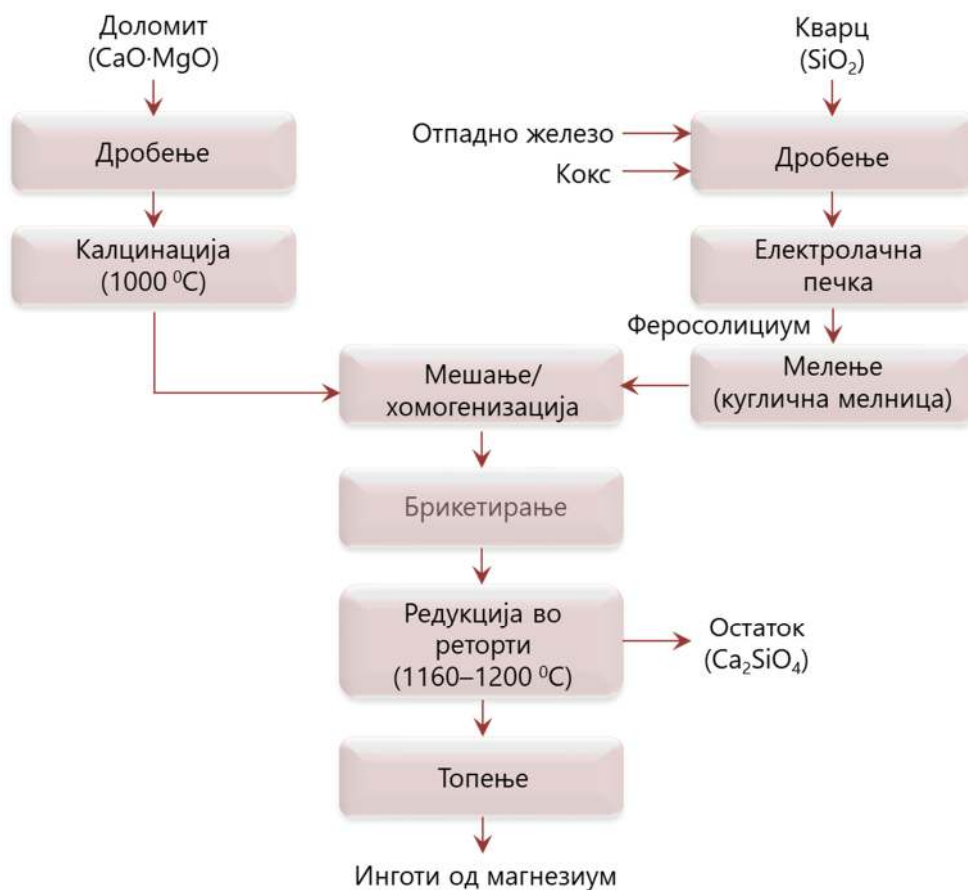 Доломит
(CaO·MgO)
Дробење
Калцинација
(1000 ⁰C)
Кварц
(SiO₂)
Отпадно железо
Кокс
Дробење
Електролачна
печка
Феросолициум
Мелење
(куглична мелница)
Мешање/
хомогенизација
Брикетирање
Редукција во
реторти
(1160–1200 ⁰C)
Остаток
(Ca₂SiO₄)
Топење
Инготи од магнезиум